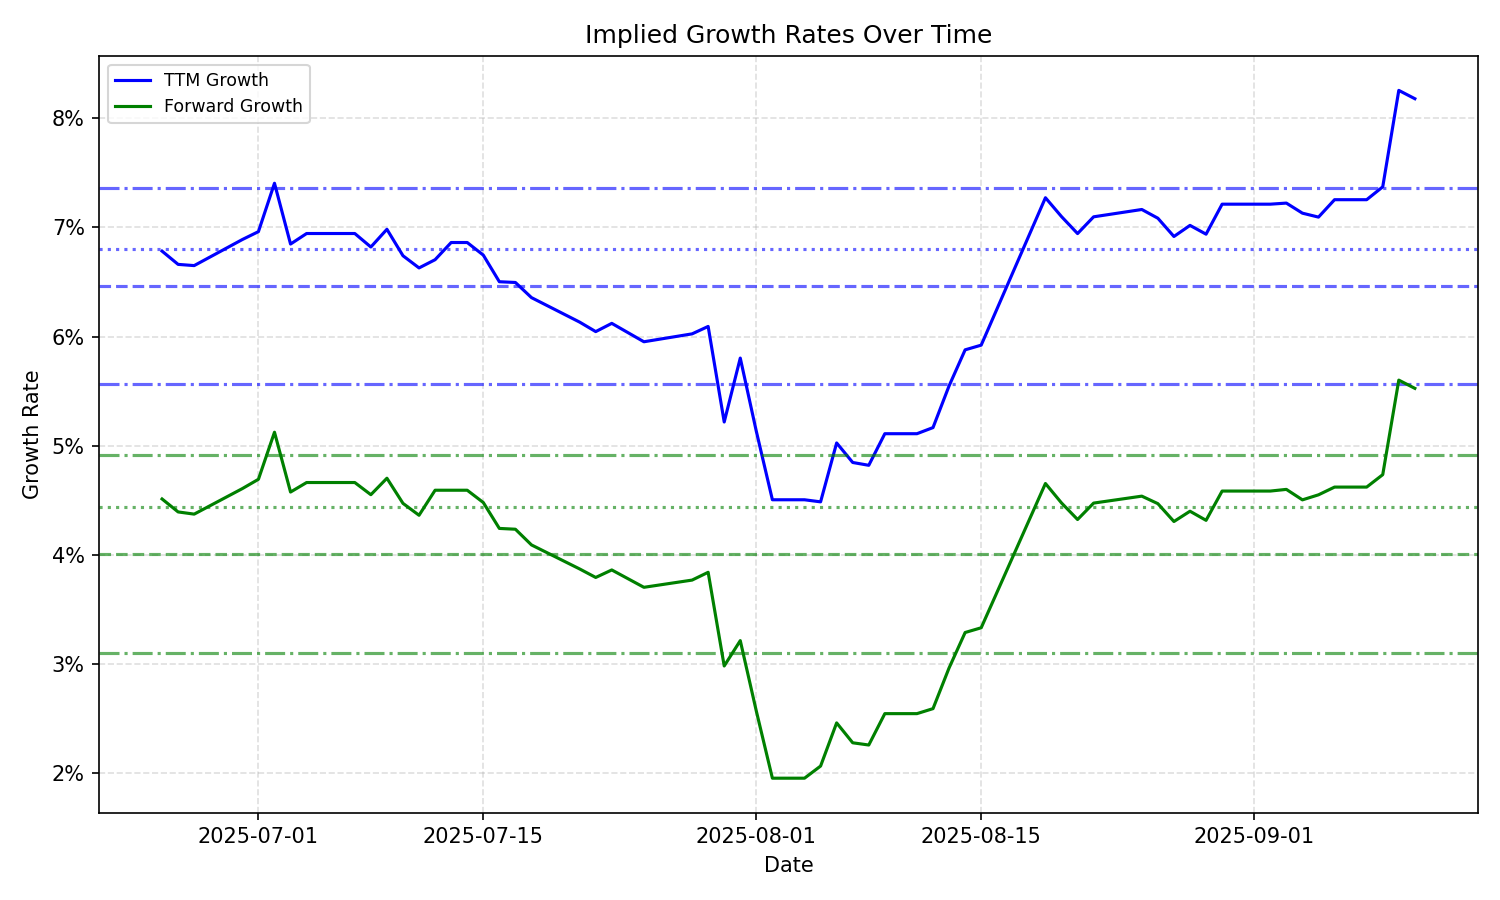 Implied Growth Rates Over Time
TTM Growth
Forward Growth
8%
7%
6%
5%
4%
3%
2%
Growth Rate
2025-07-01
2025-07-15
2025-08-01
2025-08-15
2025-09-01
Date